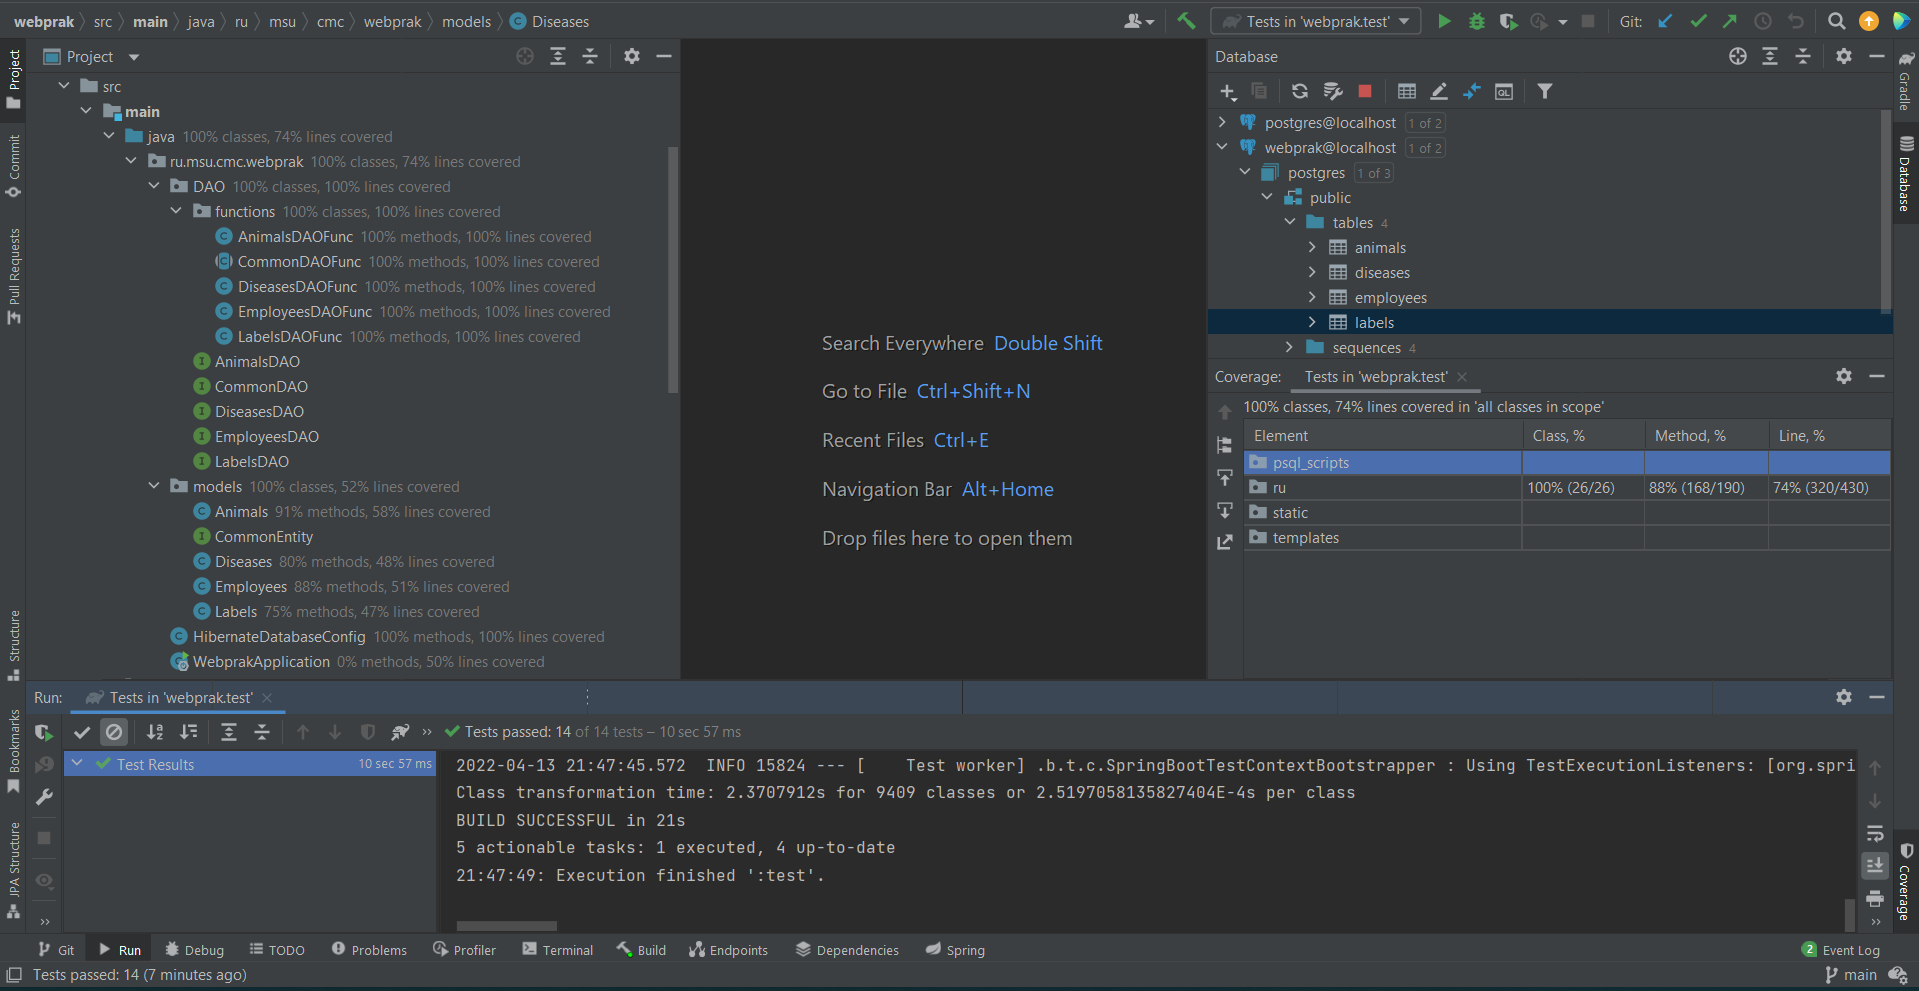 webprak src main java ru msu cmc webprak models Diseases
Tests in 'webprak.test' Git:
Project
src
main
java 100% classes, 74% lines covered
ru.msu.cmc.webprak 100% classes, 74% lines covered
DAO 100% classes, 100% lines covered
functions 100% classes, 100% lines covered
AnimalsDAOFunc 100% methods, 100% lines covered
CommonDAOFunc 100% methods, 100% lines covered
DiseasesDAOFunc 100% methods, 100% lines covered
EmployeesDAOFunc 100% methods, 100% lines covered
LabelsDAOFunc 100% methods, 100% lines covered
AnimalsDAO
CommonDAO
DiseasesDAO
EmployeesDAO
LabelsDAO
models 100% classes, 52% lines covered
Animals 91% methods, 58% lines covered
CommonEntity
Diseases 80% methods, 48% lines covered
Employees 88% methods, 51% lines covered
Labels 75% methods, 47% lines covered
HibernateDatabaseConfig 100% methods, 100% lines covered
WebprakApplication 0% methods, 50% lines covered
Project
Commit
Pull Requests
Structure
Bookmarks
JPA Structure
Search Everywhere Double Shift
Go to File Ctrl+Shift+N
Recent Files Ctrl+E
Navigation Bar Alt+Home
Drop files here to open them
Database
postgres@localhost 1 of 2
webprak@localhost 1 of 2
postgres 1 of 3
public
tables 4
animals
diseases
employees
labels
sequences 4
Coverage: Tests in 'webprak.test'
100% classes, 74% lines covered in 'all classes in scope'
Element Class, % Method, % Line, %
psql_scripts
ru 100% (26/26) 88% (168/190) 74% (320/430)
static
templates
Gradle
Database
Coverage
Run: Tests in 'webprak.test'
Tests passed: 14 of 14 tests – 10 sec 57 ms
Test Results 10 sec 57 ms
2022-04-13 21:47:45.572  INFO 15824 --- [    Test worker] .b.t.c.SpringBootTestContextBootstrapper : Using TestExecutionListeners: [org.spri
Class transformation time: 2.3707912s for 9409 classes or 2.5197058135827404E-4s per class
BUILD SUCCESSFUL in 21s
5 actionable tasks: 1 executed, 4 up-to-date
21:47:49: Execution finished ':test'.
Git Run Debug TODO Problems Profiler Terminal Build Endpoints Dependencies Spring 2 Event Log
Tests passed: 14 (7 minutes ago) main